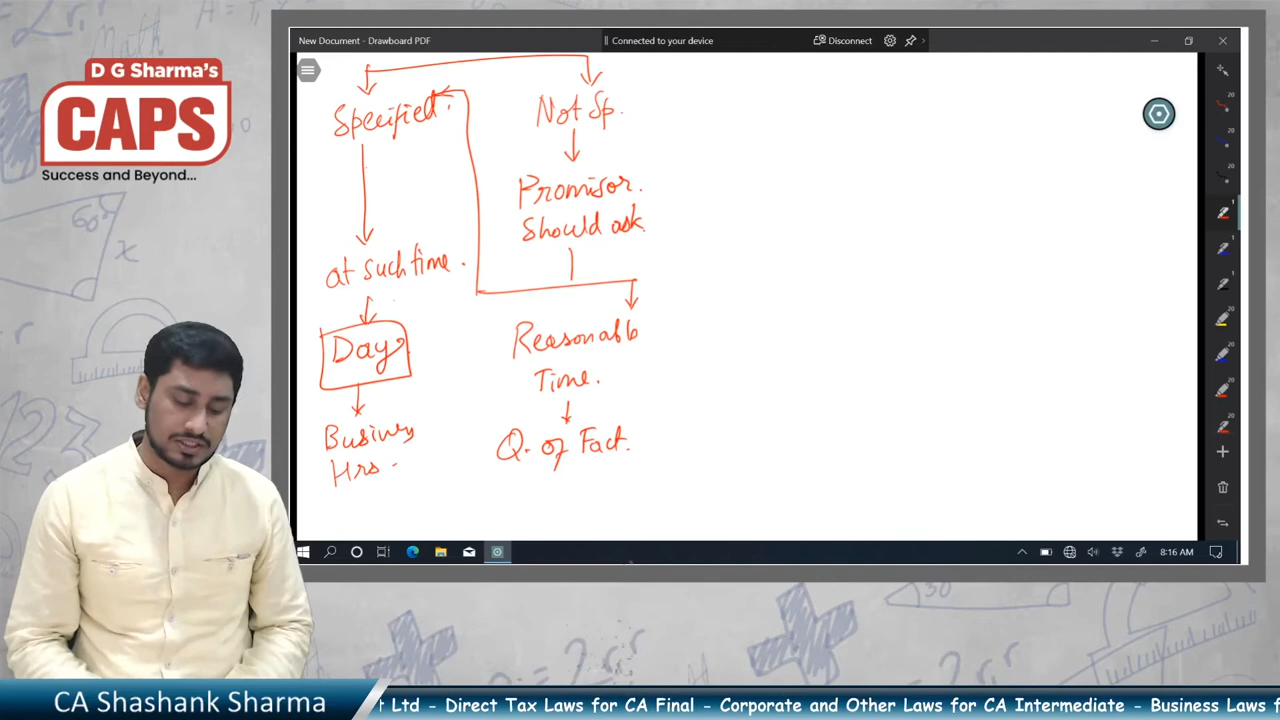 D G Sharma's
CAPS
Success and Beyond...
New Document - Drawboard PDF
Connected to your device
Disconnect
Specified.
at such time.
Day
Business
Hrs
Not Sp.
Promisor.
Should ask
Reasonable
Time.
Q. of Fact.
8:16 AM
CA Shashank Sharma
t Ltd - Direct Tax Laws for CA Final - Corporate and Other Laws for CA Intermediate - Business Laws f